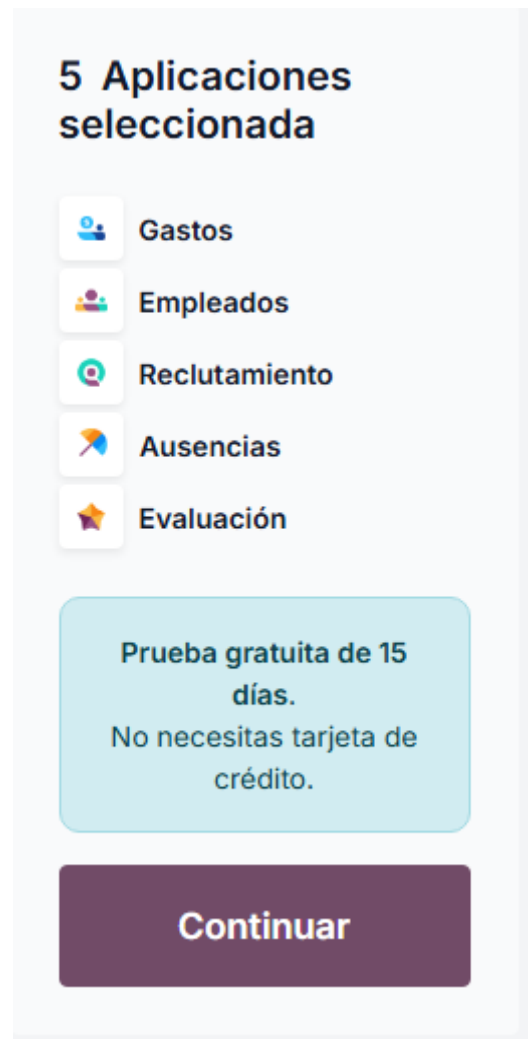 5 Aplicaciones
seleccionada
Gastos
Empleados
Reclutamiento
Ausencias
Evaluación
Prueba gratuita de 15
días.
No necesitas tarjeta de
crédito.
Continuar